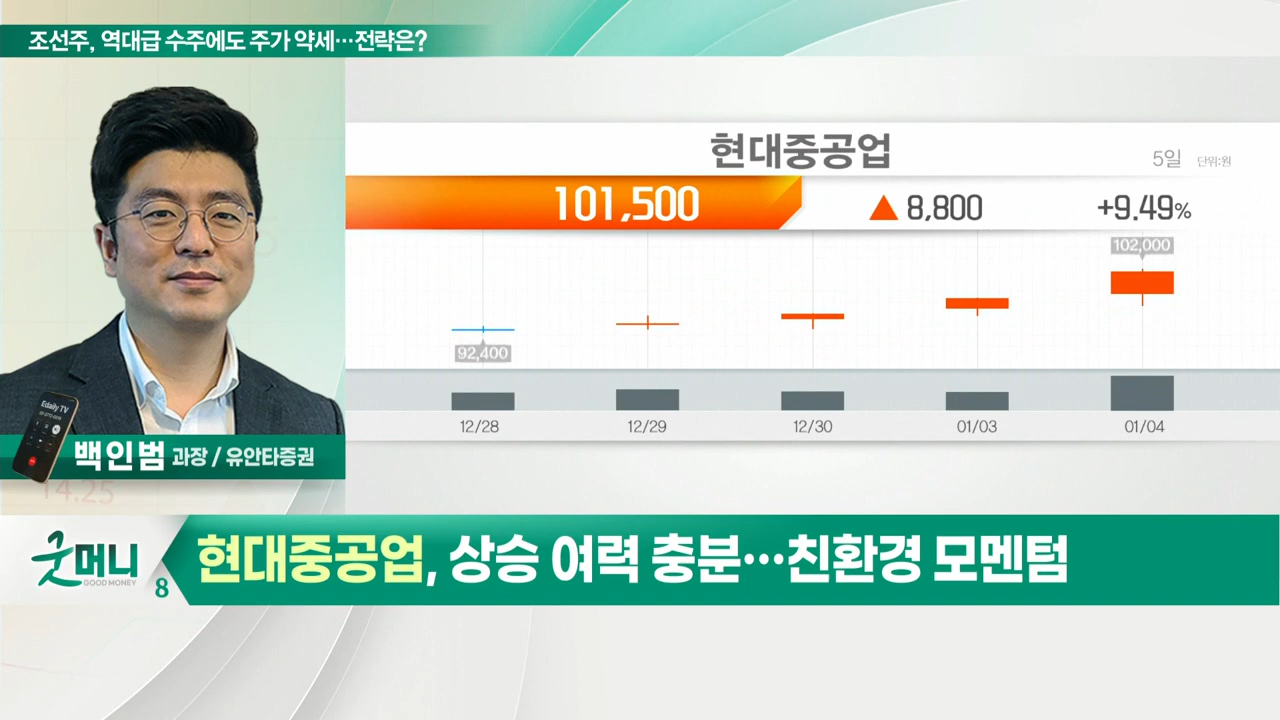 조선주, 역대급 수주에도 주가 약세…전략은?
현대중공업
5일 단위:원
101,500 ▲ 8,800 +9.49%
102,000
92,400
12/28 12/29 12/30 01/03 01/04
Edaily TV
백인범 과장 / 유안타증권
14.25
굿머니
GOOD MONEY
8
현대중공업, 상승 여력 충분…친환경 모멘텀